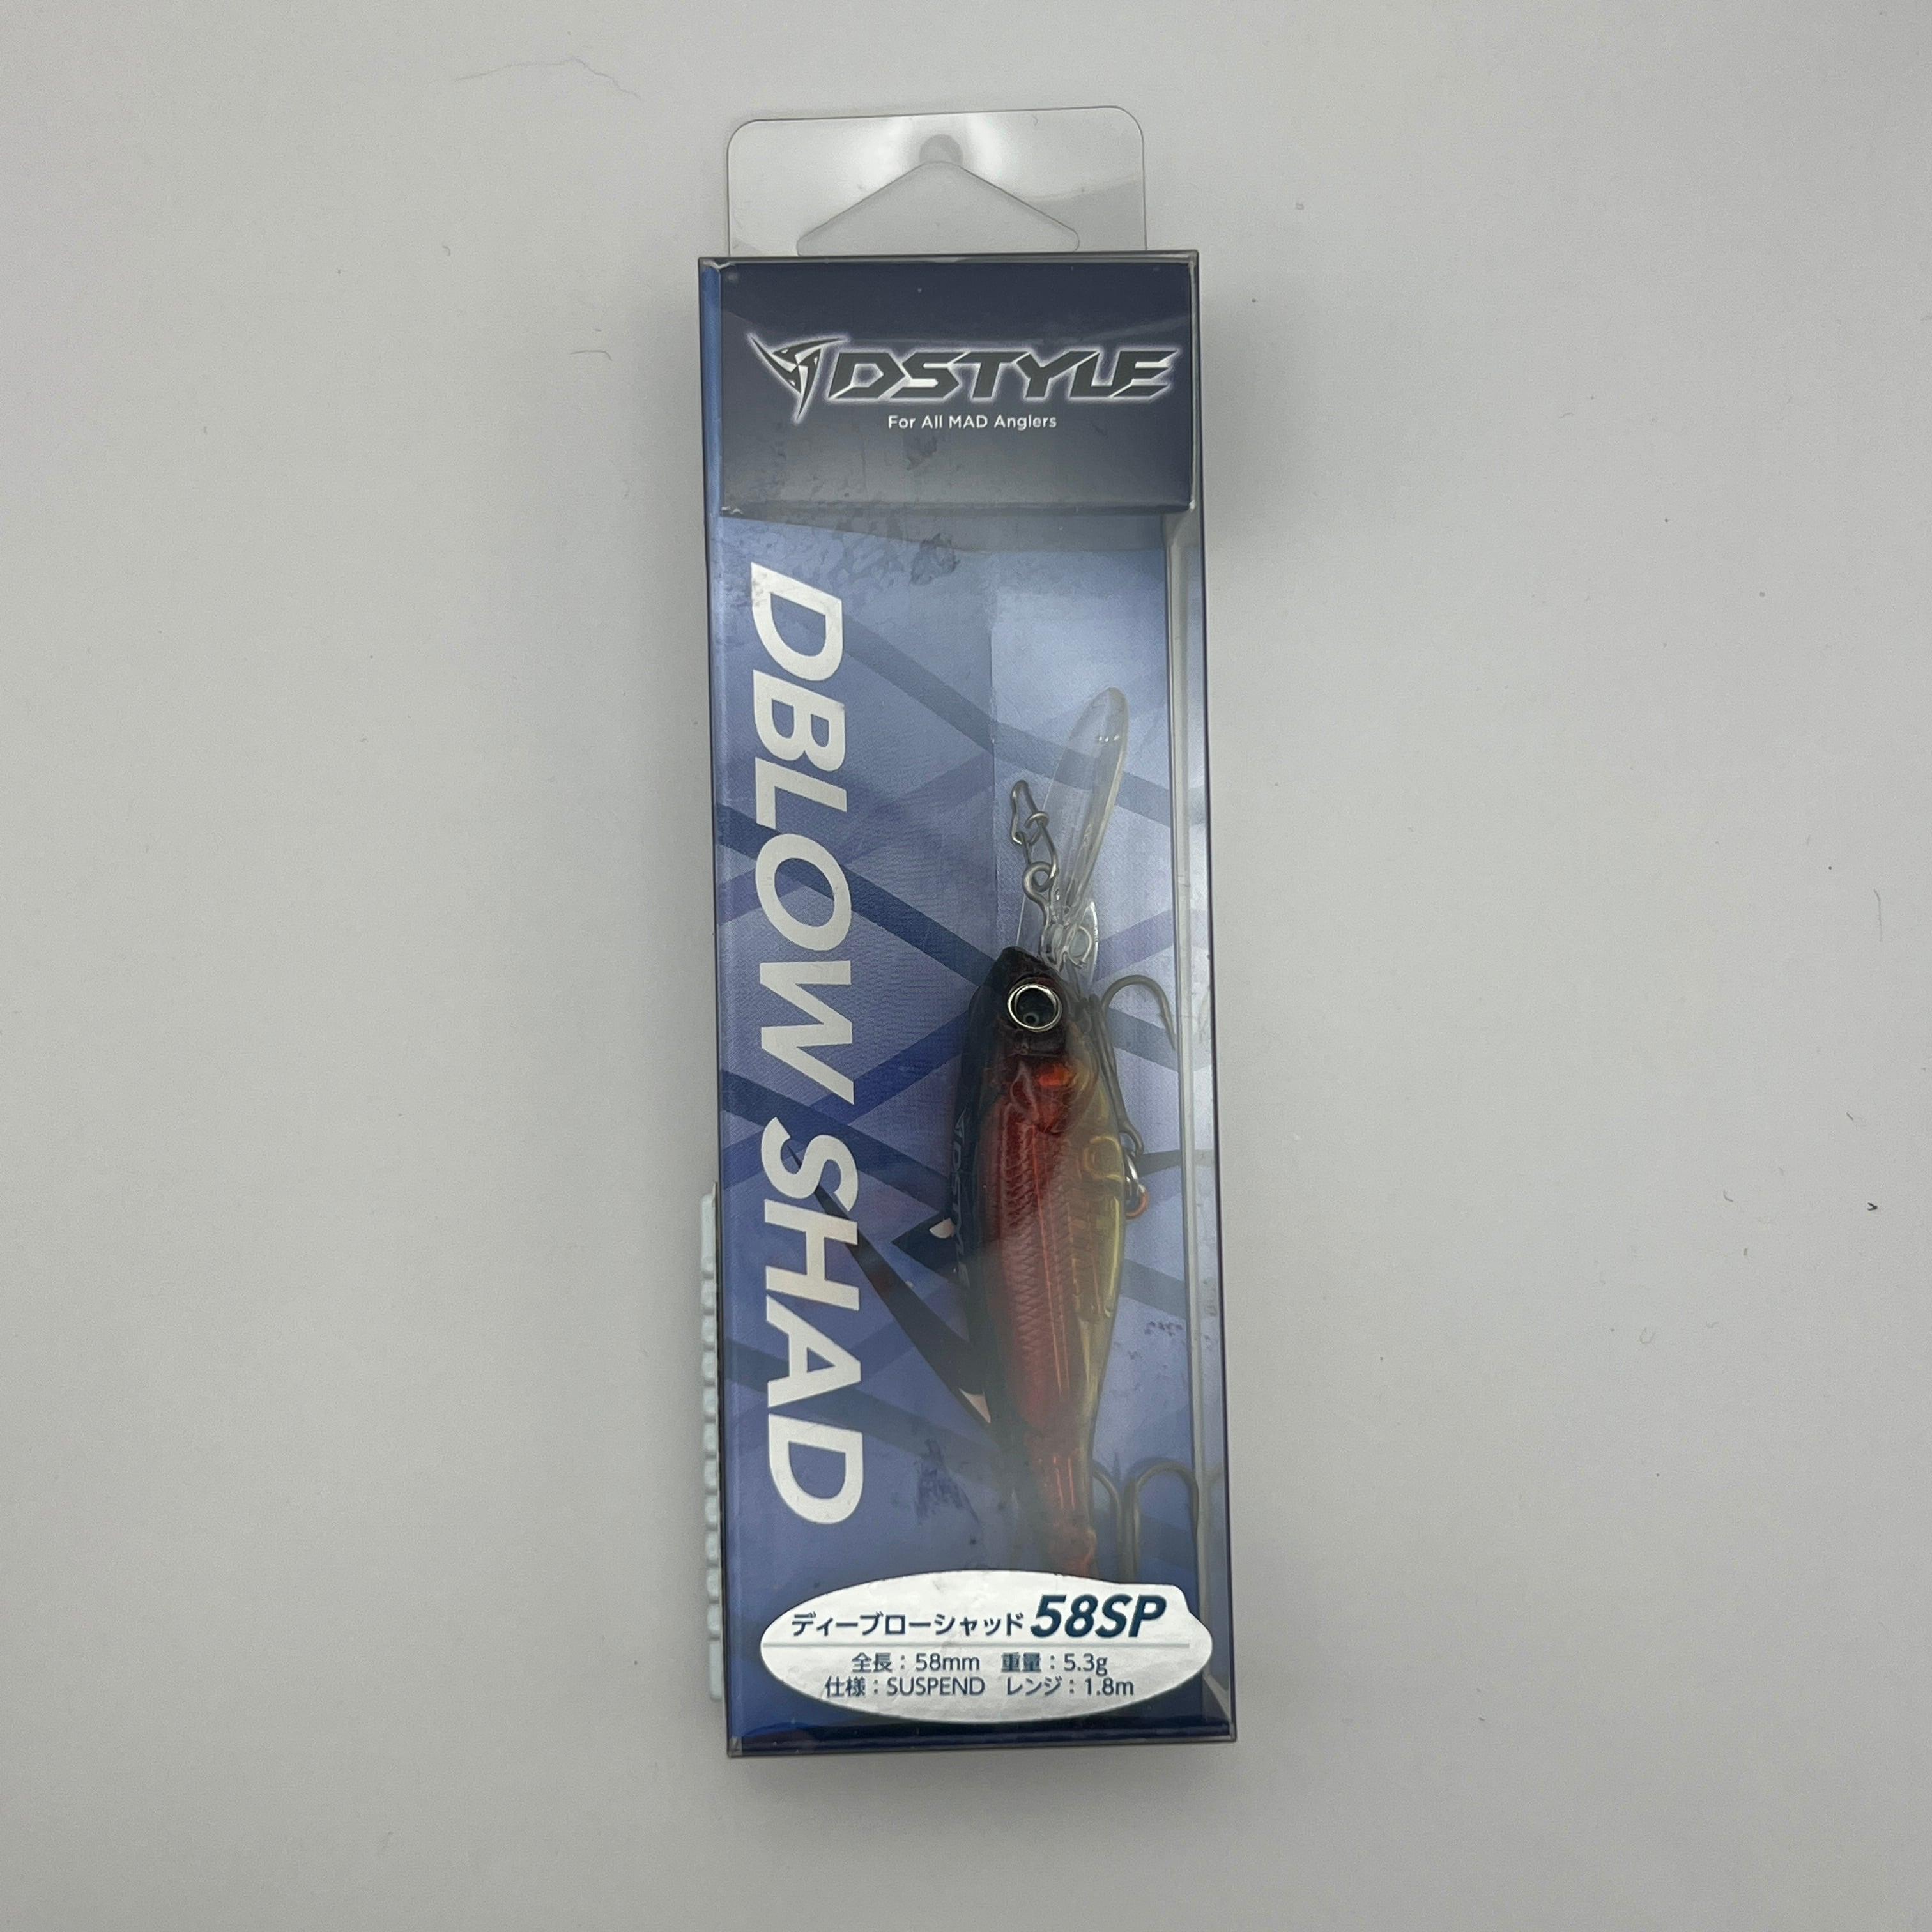 DSTYLE
For All MAD Anglers
DBLOW SHAD
ディーブローシャッド 58SP
全長：58mm 重量：5.3g
仕様：SUSPEND レンジ：1.8m
DSTYLE